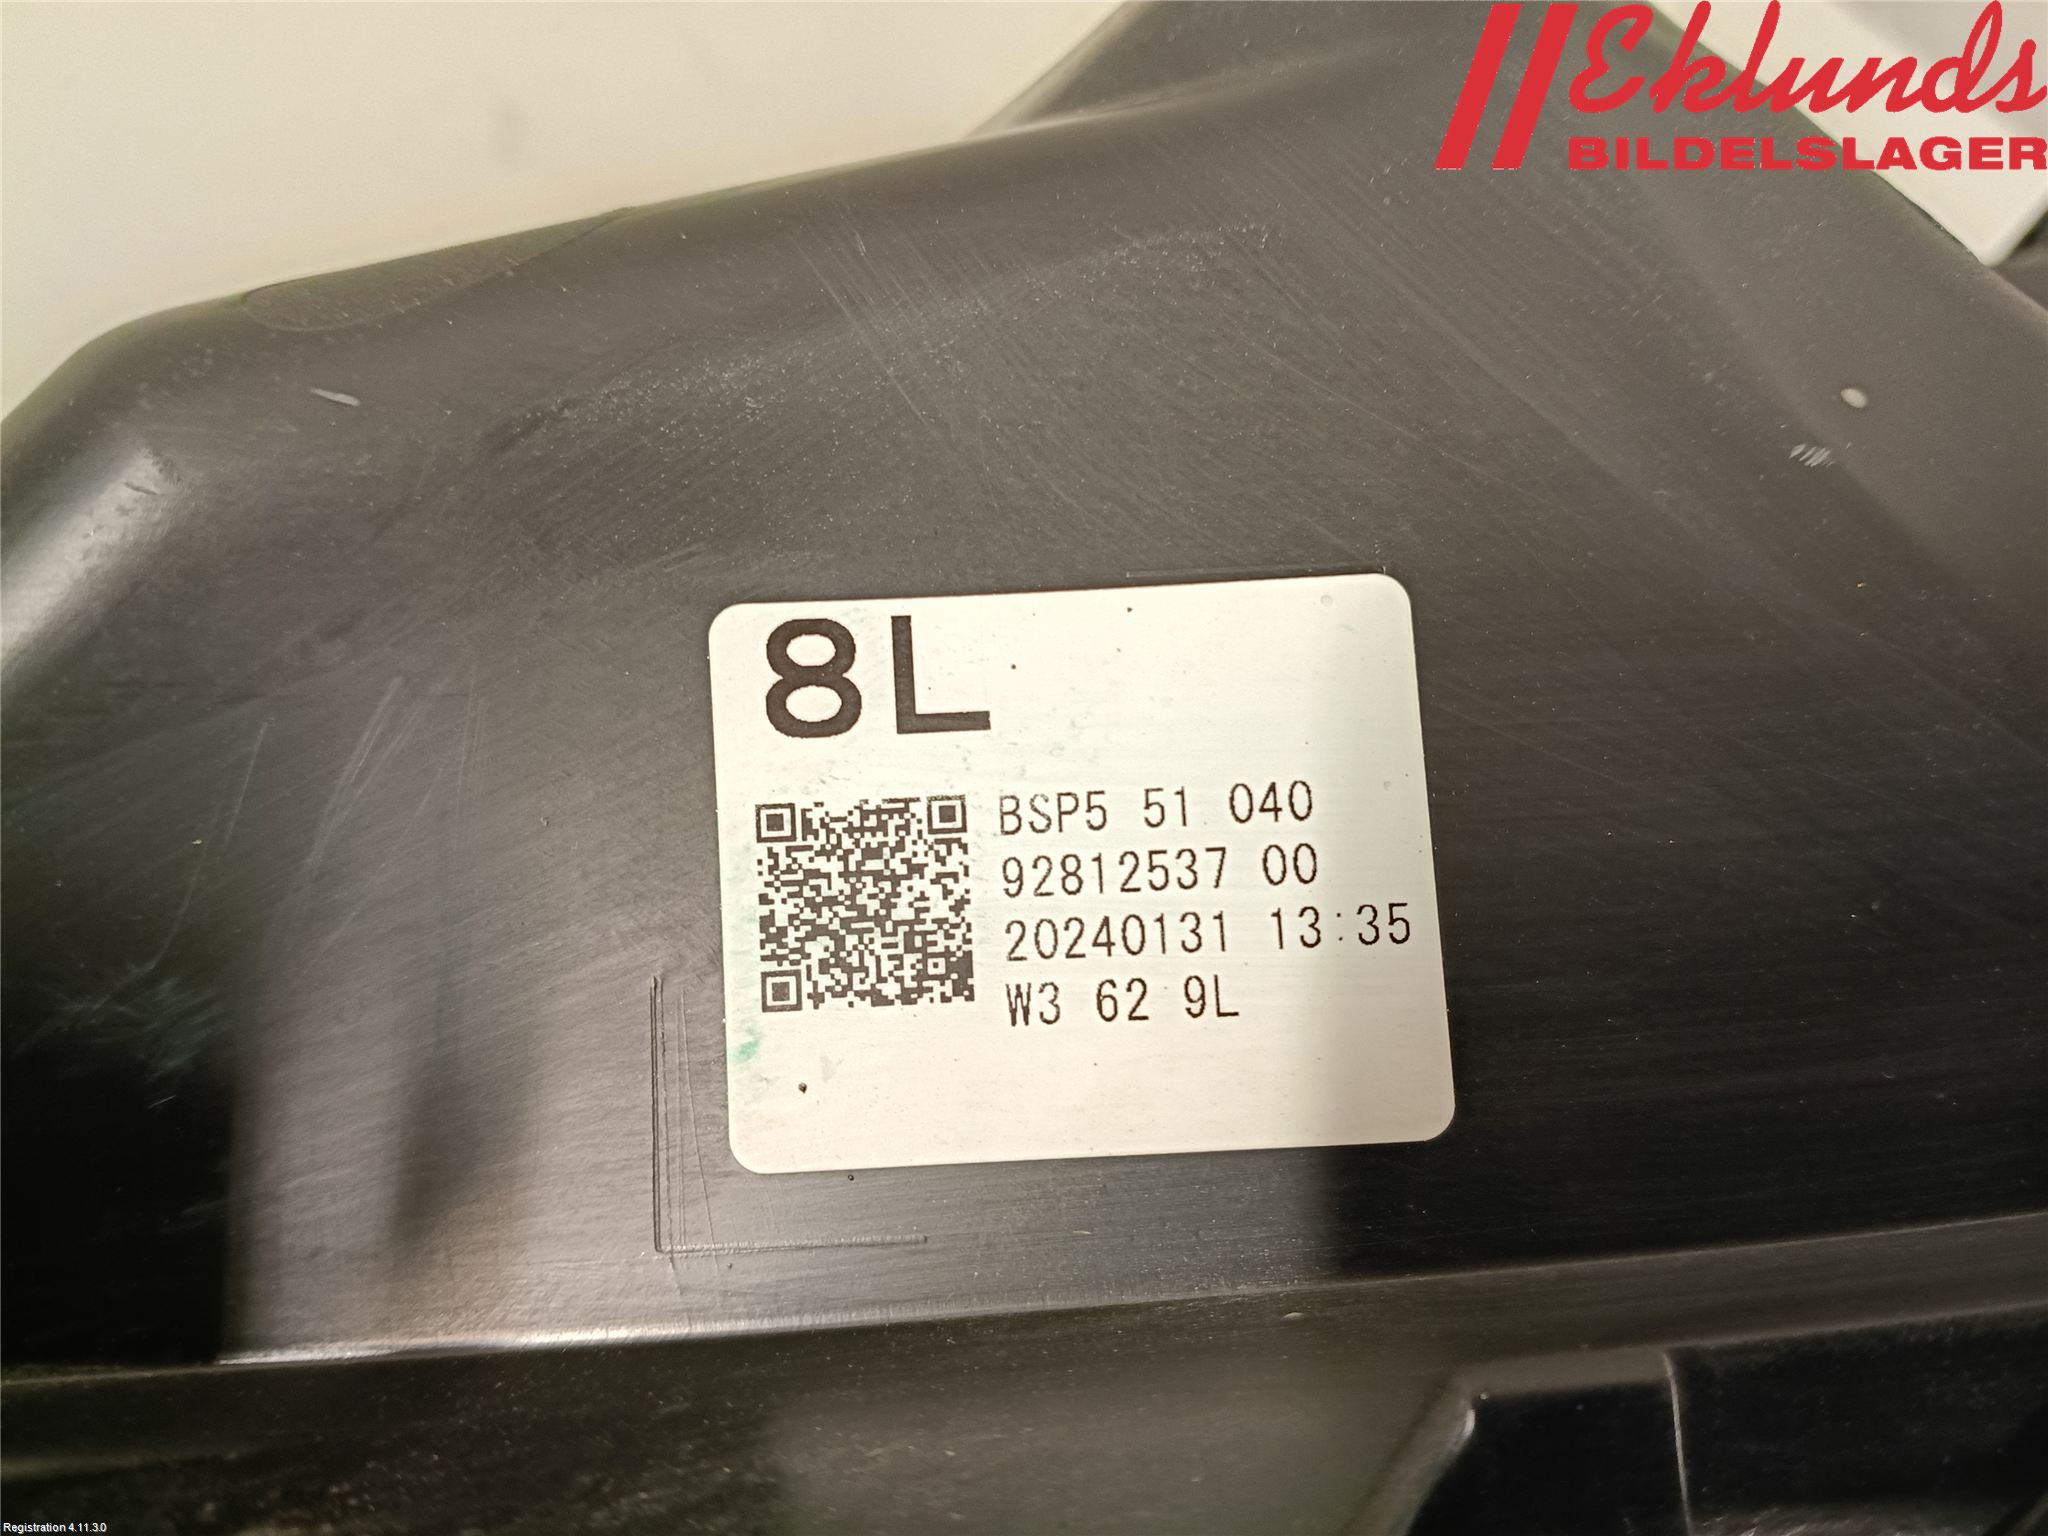 Eklunds
BILDELSLAGER
8L
BSP5 51 040
92812537 00
20240131 13:35
W3 62 9L
Registration 4.11.3.0